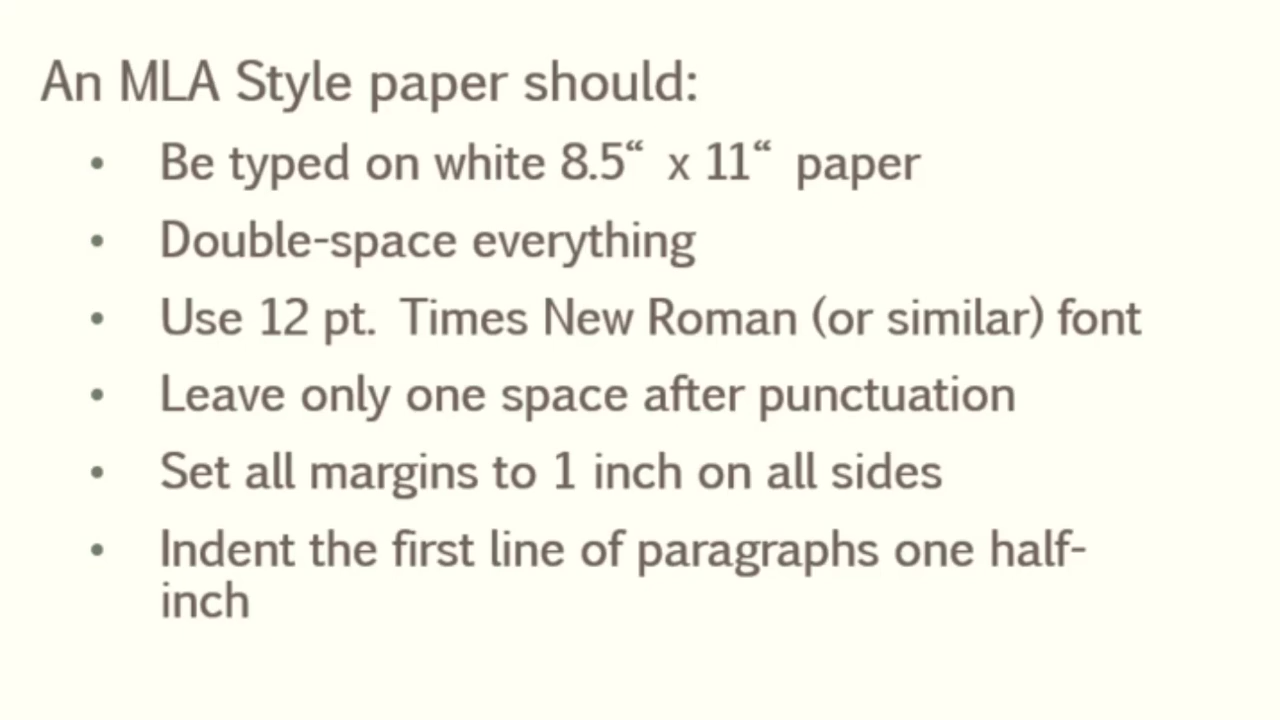 An MLA Style paper should:
• Be typed on white 8.5“ x 11“ paper
• Double-space everything
• Use 12 pt. Times New Roman (or similar) font
• Leave only one space after punctuation
• Set all margins to 1 inch on all sides
• Indent the first line of paragraphs one half-
inch